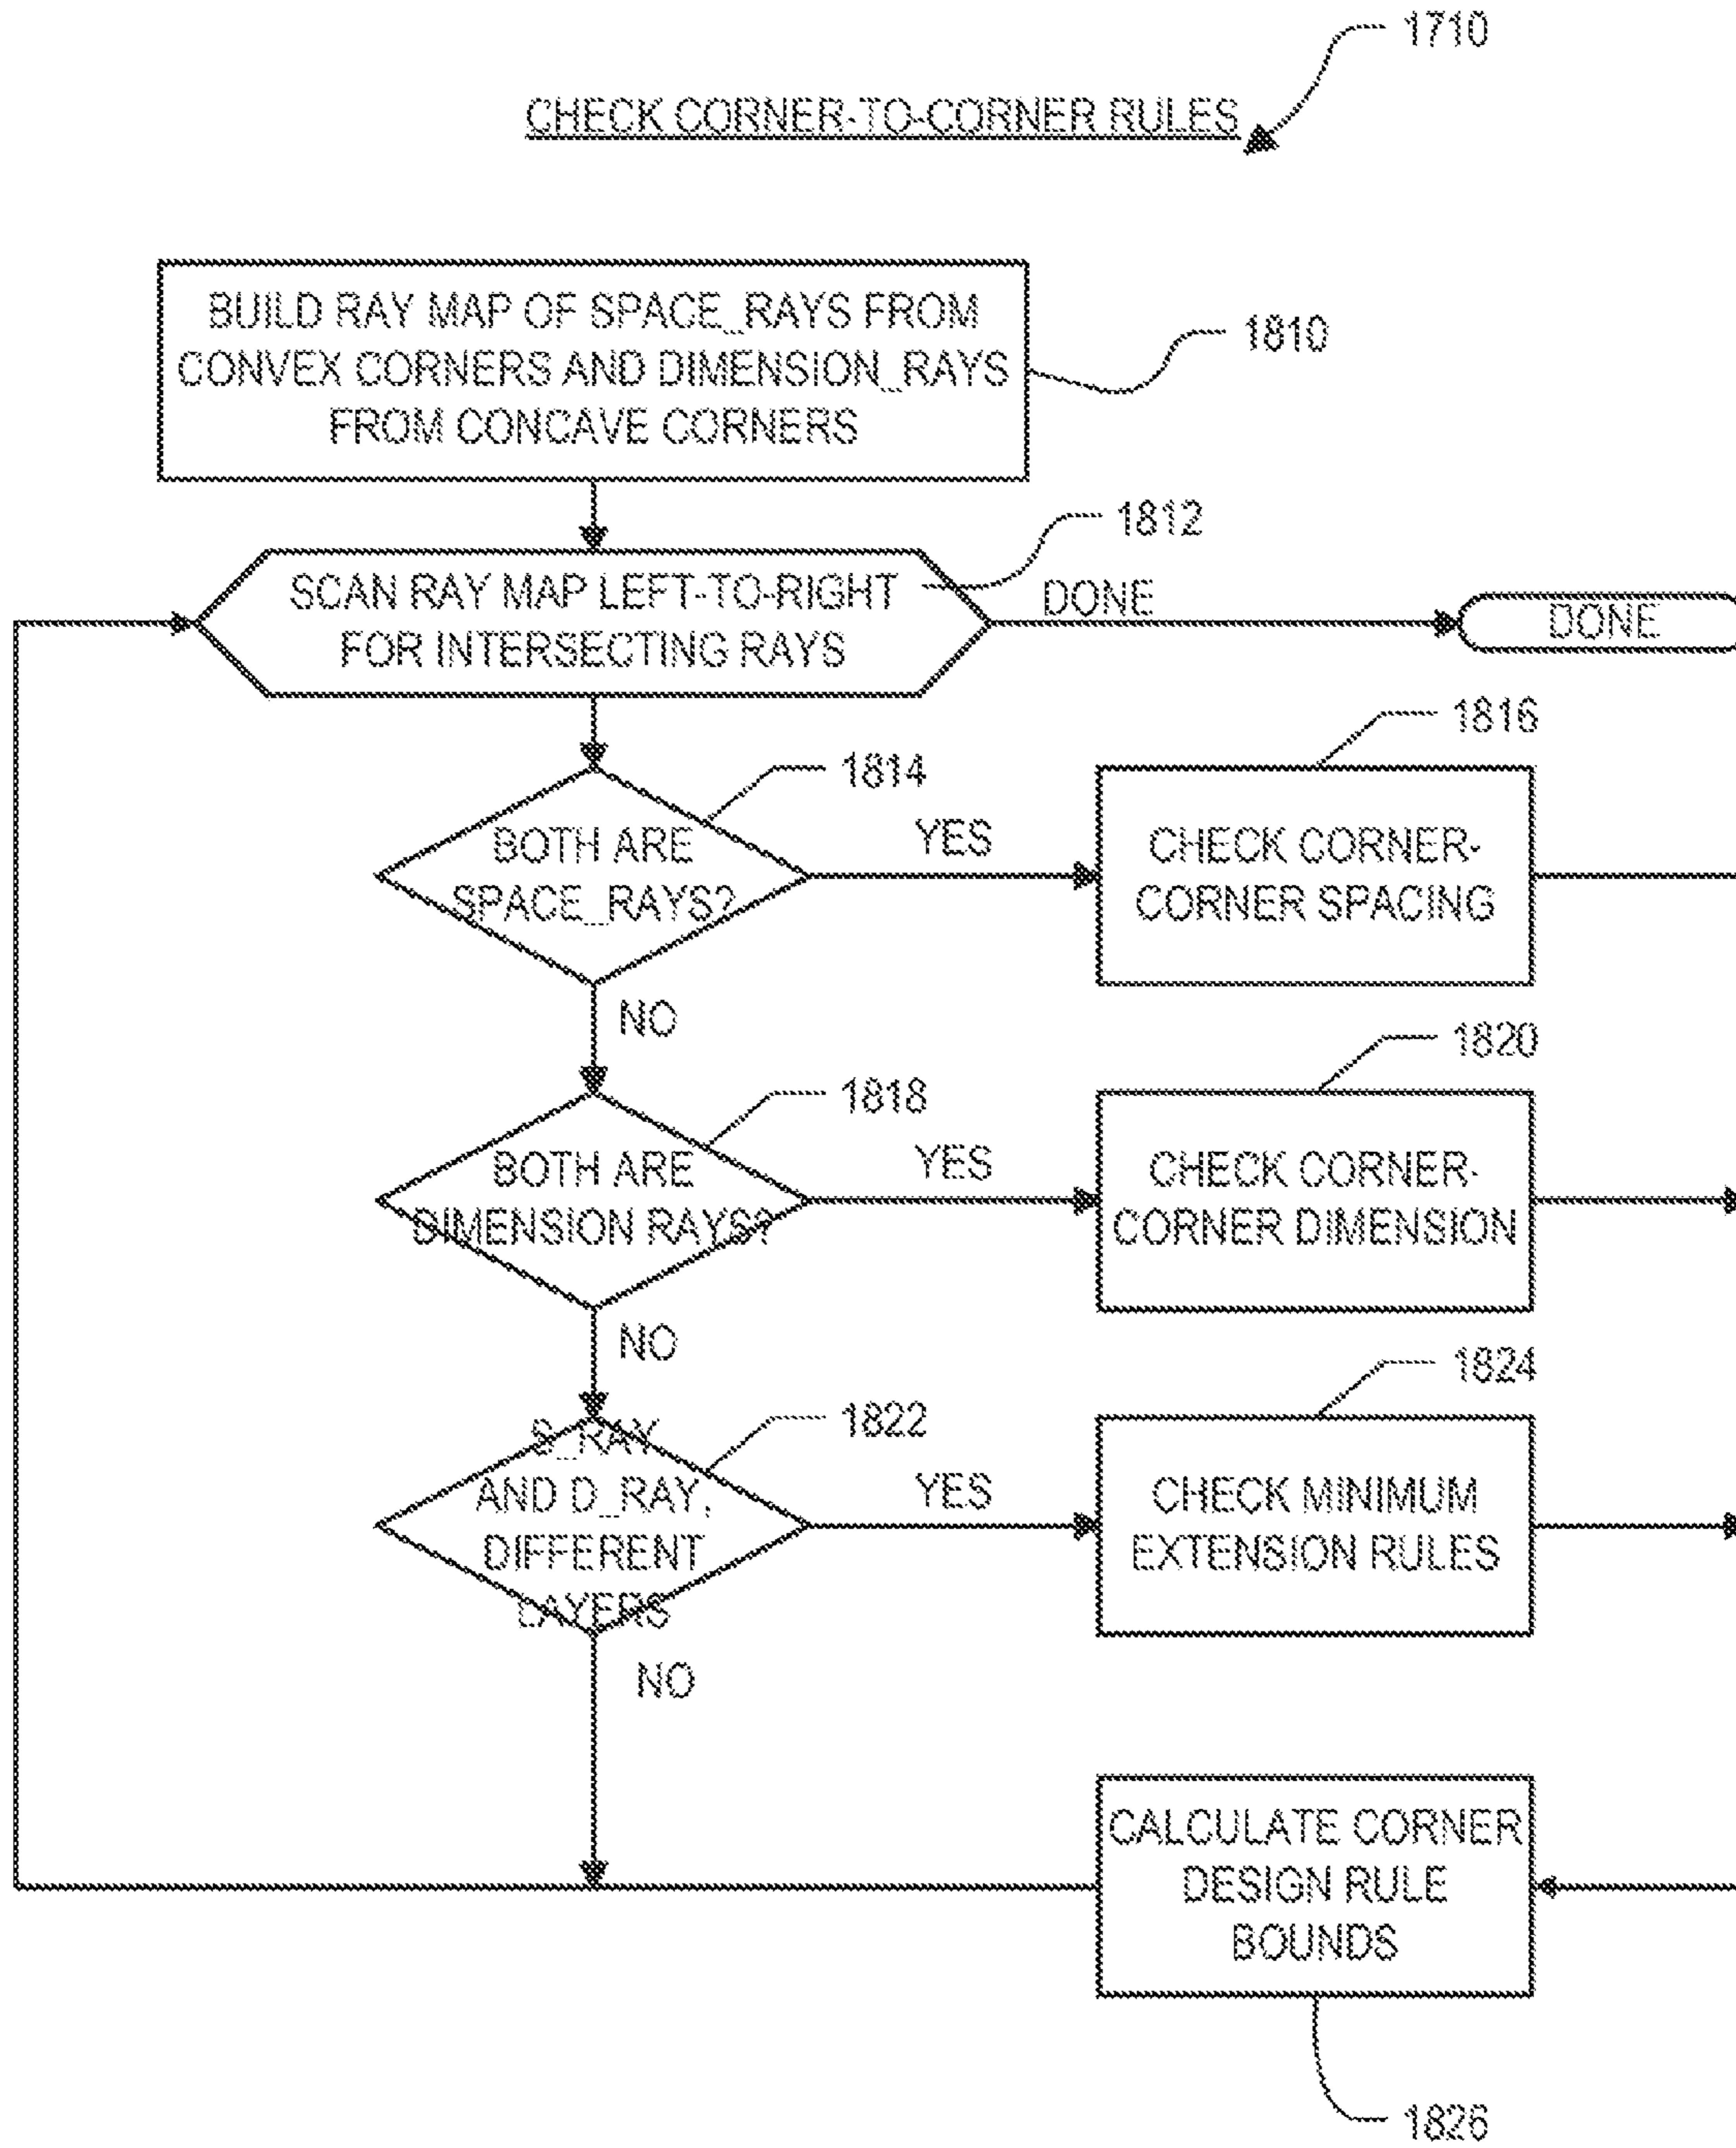 1710
CHECK CORNER-TO-CORNER RULES
BUILD RAY MAP OF SPACE_RAYS FROM
CONVEX CORNERS AND DIMENSION_RAYS
FROM CONCAVE CORNERS
1810
1812
SCAN RAY MAP LEFT-TO-RIGHT
FOR INTERSECTING RAYS
DONE
DONE
1814
BOTH ARE
SPACE_RAYS?
YES
1816
CHECK CORNER-
CORNER SPACING
NO
1818
BOTH ARE
DIMENSION RAYS?
YES
1820
CHECK CORNER-
CORNER DIMENSION
NO
1822
S_RAY
AND D_RAY,
DIFFERENT
LAYERS
YES
1824
CHECK MINIMUM
EXTENSION RULES
NO
CALCULATE CORNER
DESIGN RULE
BOUNDS
1826